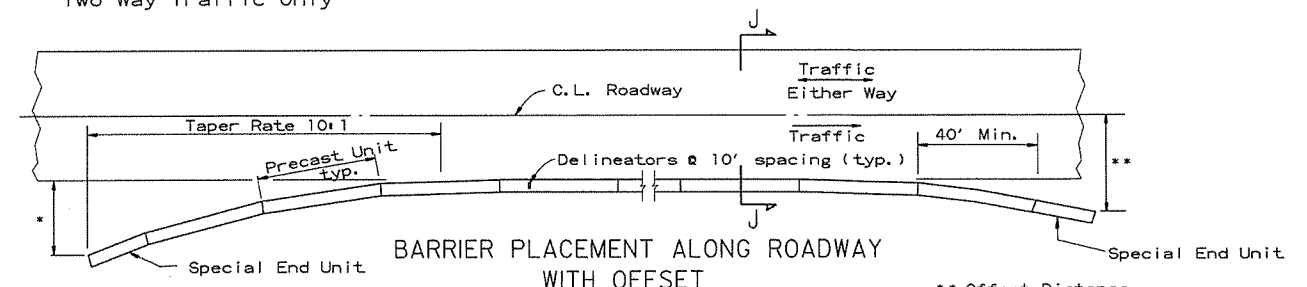 Two Way Traffic Only
J
Traffic
Either Way
C.L. Roadway
Taper Rate 10:1
Traffic
40' Min.
Precast Unit
typ.
Delineators @ 10' spacing (typ.)
**
*
J
BARRIER PLACEMENT ALONG ROADWAY
WITH OFFSET
Special End Unit
Special End Unit
** Offset Distance